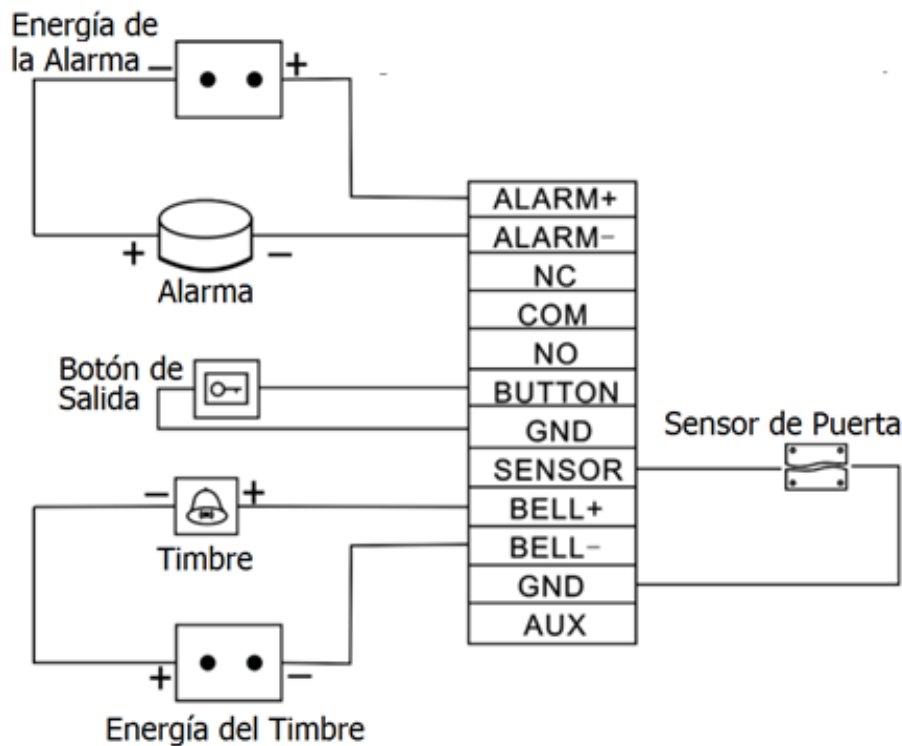 Energía de
la Alarma
− +
+ −
Alarma
ALARM+
ALARM−
NC
COM
NO
BUTTON
GND
SENSOR
BELL+
BELL−
GND
AUX
Botón de
Salida
Sensor de Puerta
− +
Timbre
+ −
Energía del Timbre